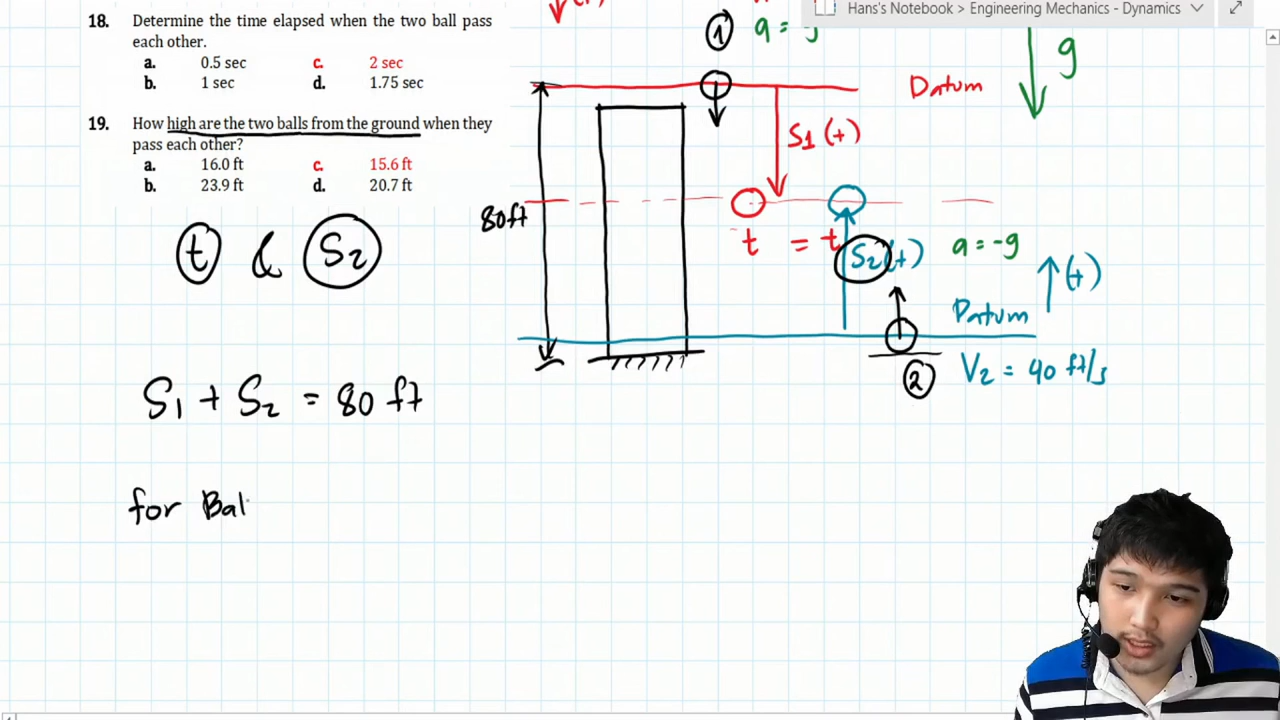 Hans's Notebook > Engineering Mechanics - Dynamics
18. Determine the time elapsed when the two ball pass
each other.
a. 0.5 sec c. 2 sec
b. 1 sec d. 1.75 sec
19. How high are the two balls from the ground when they
pass each other?
a. 16.0 ft c. 15.6 ft
b. 23.9 ft d. 20.7 ft
1 a =
g
Datum
S1 (+)
80ft
t = t
S2 (+) a = -g
(+)
Datum
2 V2 = 40 ft/s
t & S2
S1 + S2 = 80 ft
for Bal